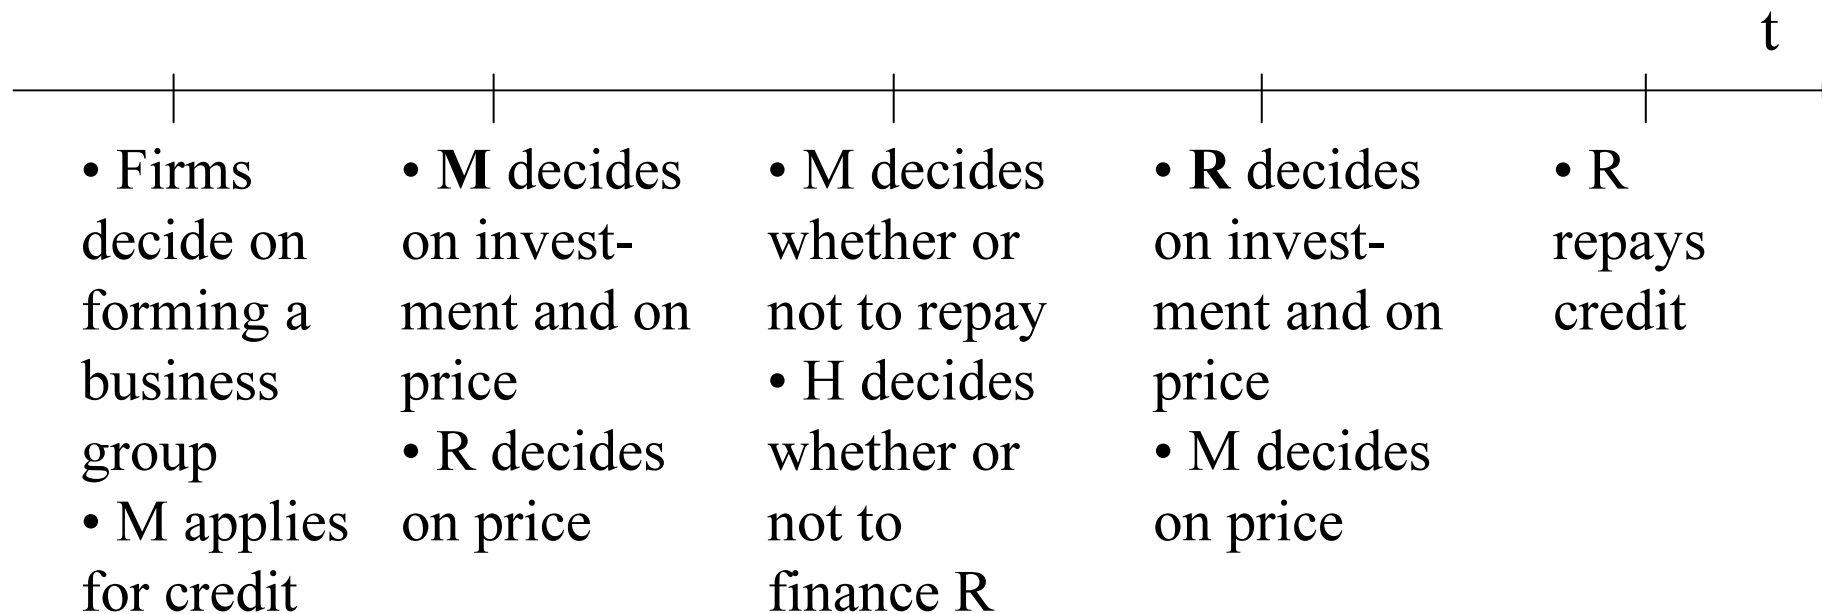 t
• Firms
decide on
forming a
business
group
• M applies
for credit
• M decides
on invest-
ment and on
price
• R decides
on price
• M decides
whether or
not to repay
• H decides
whether or
not to
finance R
• R decides
on invest-
ment and on
price
• M decides
on price
• R
repays
credit